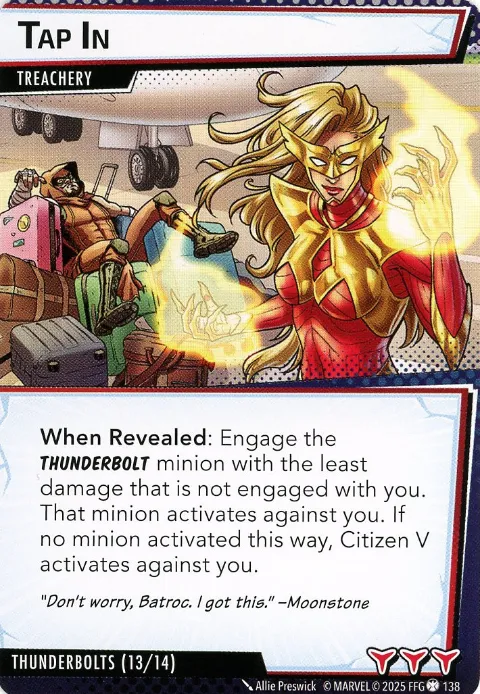 Tap In
TREACHERY
When Revealed: Engage the
THUNDERBOLT minion with the least
damage that is not engaged with you.
That minion activates against you. If
no minion activated this way, Citizen V
activates against you.
"Don't worry, Batroc. I got this." –Moonstone
THUNDERBOLTS (13/14)
Allie Preswick © MARVEL © 2025 FFG 138